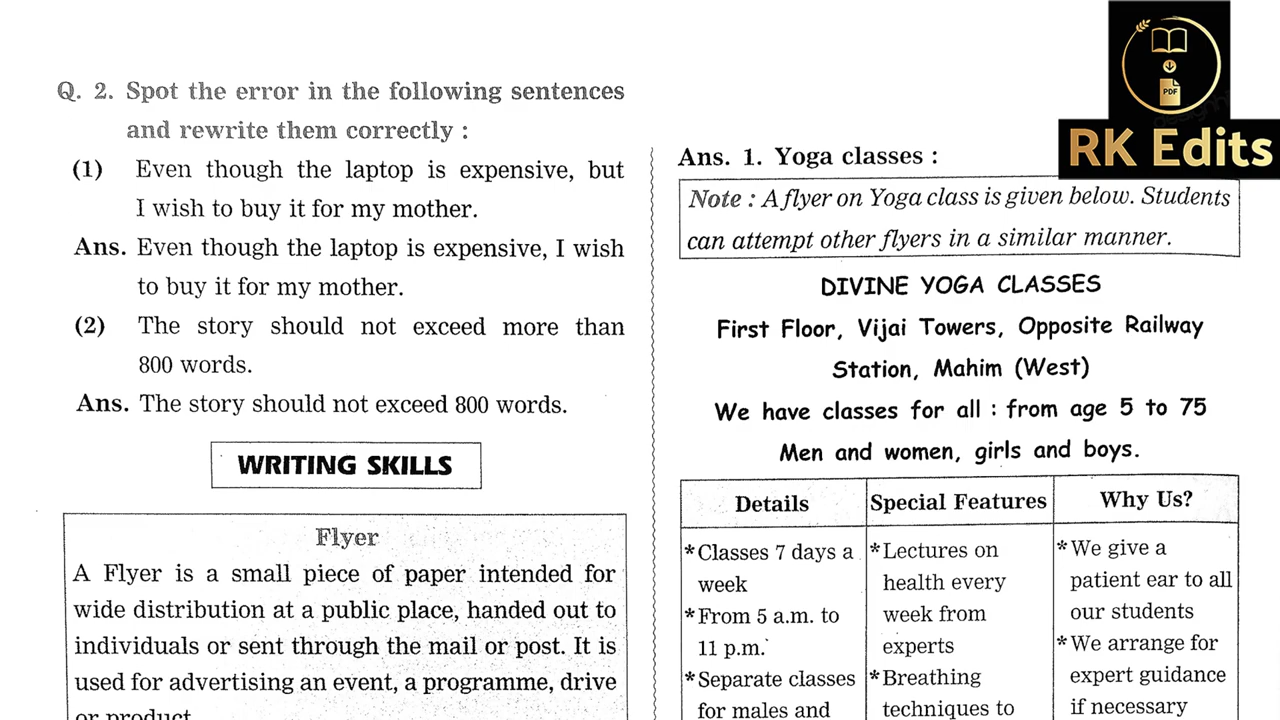 Q. 2. Spot the error in the following sentences
and rewrite them correctly :
(1) Even though the laptop is expensive, but
I wish to buy it for my mother.
Ans. Even though the laptop is expensive, I wish
to buy it for my mother.
(2) The story should not exceed more than
800 words.
Ans. The story should not exceed 800 words.
WRITING SKILLS
Flyer
A Flyer is a small piece of paper intended for
wide distribution at a public place, handed out to
individuals or sent through the mail or post. It is
used for advertising an event, a programme, drive
or product.
PDF
RK Edits
Ans. 1. Yoga classes :
Note : A flyer on Yoga class is given below. Students
can attempt other flyers in a similar manner.
DIVINE YOGA CLASSES
First Floor, Vijai Towers, Opposite Railway
Station, Mahim (West)
We have classes for all : from age 5 to 75
Men and women, girls and boys.
Details
*Classes 7 days a
week
*From 5 a.m. to
11 p.m.
*Separate classes
for males and
Special Features
*Lectures on
health every
week from
experts
*Breathing
techniques to
Why Us?
*We give a
patient ear to all
our students
*We arrange for
expert guidance
if necessary